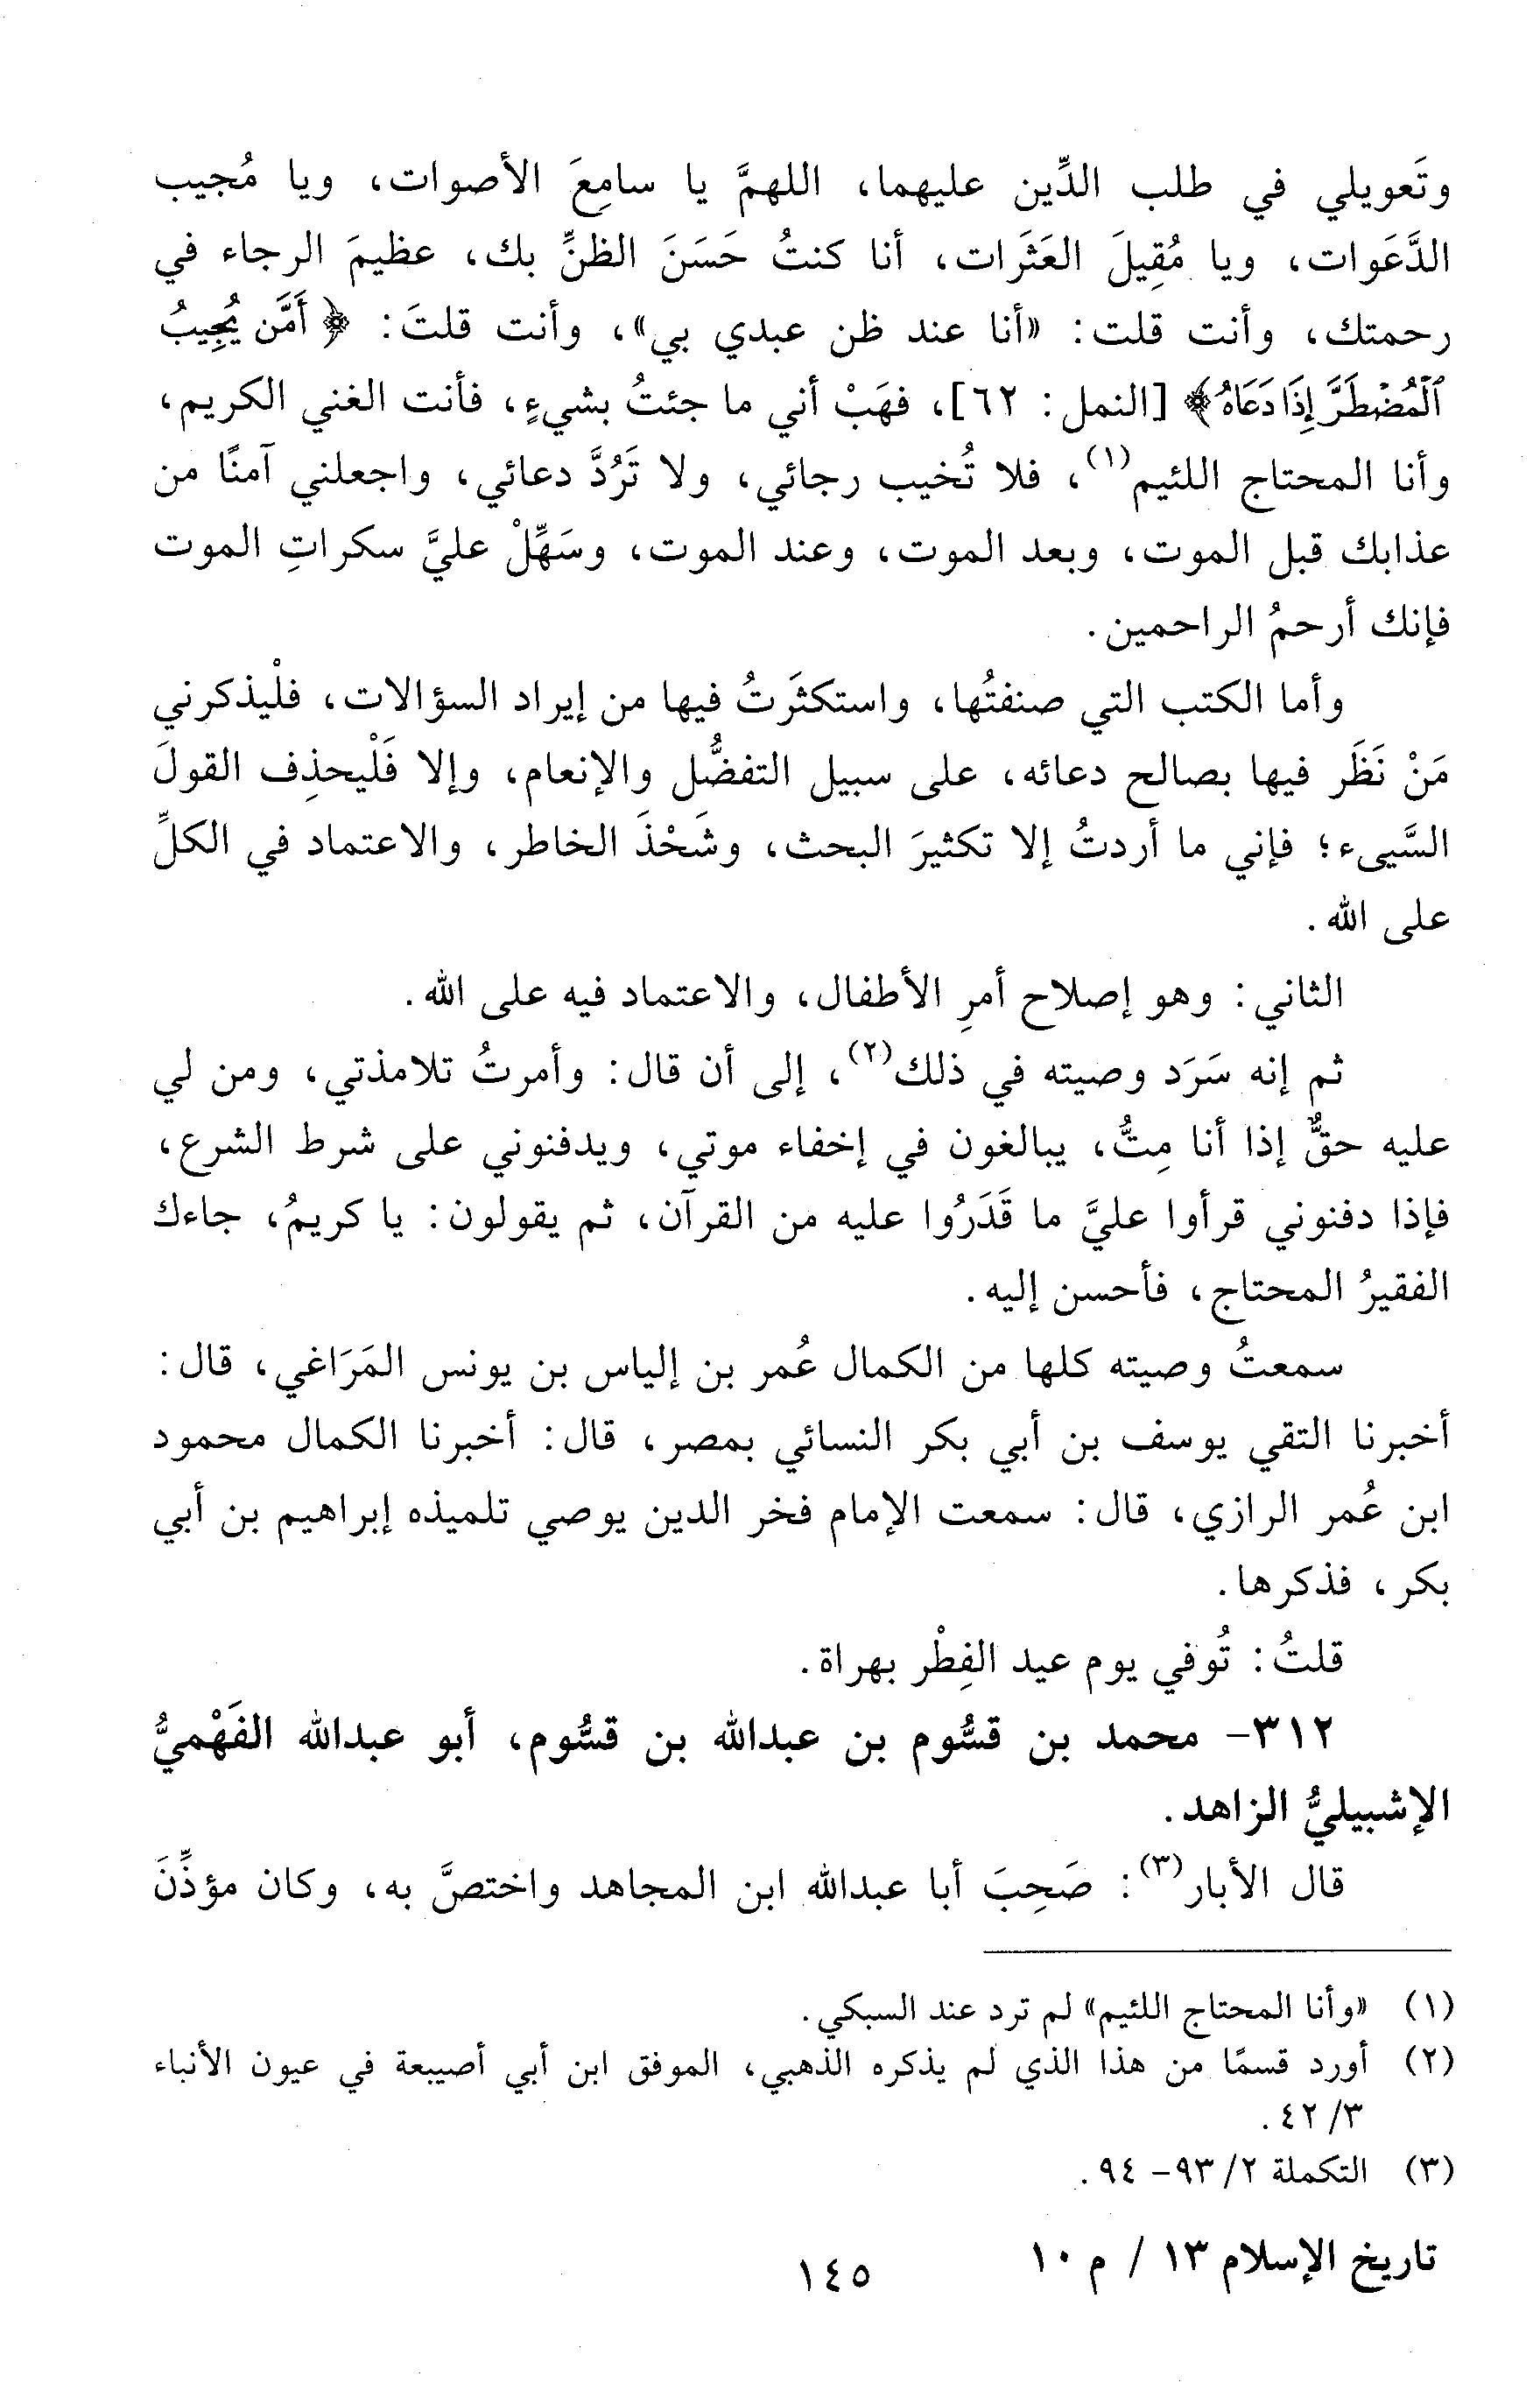 وتَعويلي في طلب الدِّين عليهما، اللهمَّ يا سامِعَ الأصوات، ويا مُجيب
الدَّعَوات، ويا مُقِيلَ العَثَرات، أنا كنتُ حَسَنَ الظنِّ بك، عظيمَ الرجاء في
رحمتك، وأنت قلت: «أنا عند ظن عبدي بي»، وأنت قلتَ: ﴿أَمَّن يُجِيبُ
ٱلْمُضْطَرَّ إِذَا دَعَاهُ﴾ [النمل: ٦٢]، فهَبْ أني ما جئتُ بشيءٍ، فأنت الغني الكريم،
وأنا المحتاج اللئيم(١)، فلا تُخيب رجائي، ولا تَرُدَّ دعائي، واجعلني آمنًا من
عذابك قبل الموت، وبعد الموت، وعند الموت، وسَهِّلْ عليَّ سكراتِ الموت
فإنك أرحمُ الراحمين.
وأما الكتب التي صنفتُها، واستكثَرتُ فيها من إيراد السؤالات، فلْيذكرني
مَنْ نَظَر فيها بصالح دعائه، على سبيل التفضُّل والإنعام، وإلا فَلْيحذِف القولَ
السَّيىء؛ فإني ما أردتُ إلا تكثيرَ البحث، وشَحْذَ الخاطر، والاعتماد في الكلِّ
على الله.
الثاني: وهو إصلاح أمرِ الأطفال، والاعتماد فيه على الله.
ثم إنه سَرَد وصيته في ذلك(٢)، إلى أن قال: وأمرتُ تلامذتي، ومن لي
عليه حقٌّ إذا أنا مِتُّ، يبالغون في إخفاء موتي، ويدفنوني على شرط الشرع،
فإذا دفنوني قرأوا عليَّ ما قَدَرُوا عليه من القرآن، ثم يقولون: يا كريمُ، جاءك
الفقيرُ المحتاج، فأحسن إليه.
سمعتُ وصيته كلها من الكمال عُمر بن إلياس بن يونس المَرَاغي، قال:
أخبرنا التقي يوسف بن أبي بكر النسائي بمصر، قال: أخبرنا الكمال محمود
ابن عُمر الرازي، قال: سمعت الإمام فخر الدين يوصي تلميذه إبراهيم بن أبي
بكر، فذكرها.
قلتُ: تُوفي يوم عيد الفِطْر بهراة.
٣١٢- محمد بن قسُّوم بن عبدالله بن قسُّوم، أبو عبدالله الفَهْميُّ
الإشبيليُّ الزاهد.
قال الأبار(٣): صَحِبَ أبا عبدالله ابن المجاهد واختصَّ به، وكان مؤذِّنَ
(١) «وأنا المحتاج اللئيم» لم ترد عند السبكي.
(٢) أورد قسمًا من هذا الذي لم يذكره الذهبي، الموفق ابن أبي أصيبعة في عيون الأنباء
٣/ ٤٢.
(٣) التكملة ٢/ ٩٣- ٩٤.
تاريخ الإسلام ١٣ / م ١٠
١٤٥